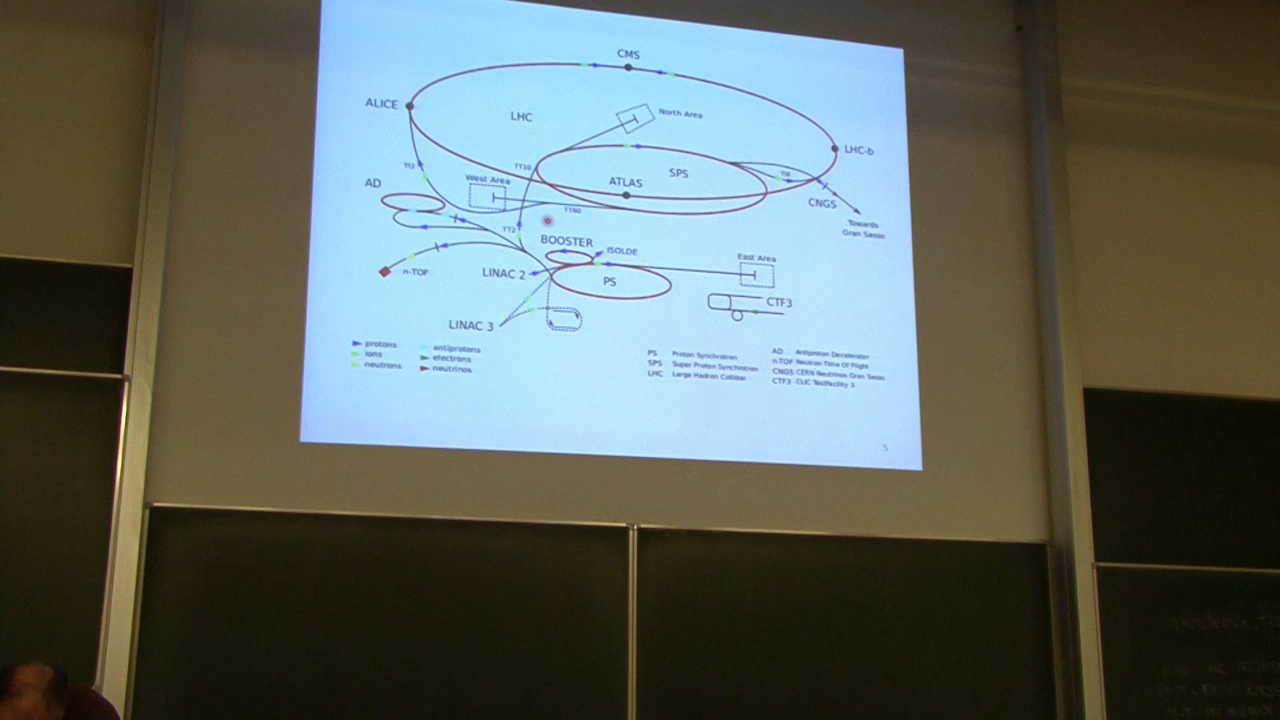 CMS
ALICE
LHC
North Area
LHC-b
TT10
SPS
TI2
TI8
AD
West Area
ATLAS
CNGS
TT60
Towards
Gran Sasso
TT2
BOOSTER
ISOLDE
East Area
n-TOF
LINAC 2
PS
CTF3
LINAC 3
protons
ions
neutrons
antiprotons
electrons
neutrinos
PS Proton Synchrotron
SPS Super Proton Synchrotron
LHC Large Hadron Collider
AD Antiproton Decelerator
n-TOF Neutron Time Of Flight
CNGS CERN Neutrinos Gran Sasso
CTF3 CLIC TestFacility 3
5